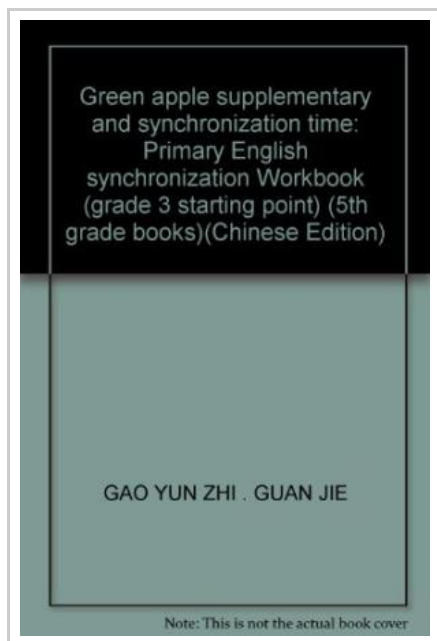 Green apple supplementary
and synchronization time:
Primary English
synchronization Workbook
(grade 3 starting point) (5th
grade books)(Chinese Edition)
GAO YUN ZHI . GUAN JIE
Note: This is not the actual book cover